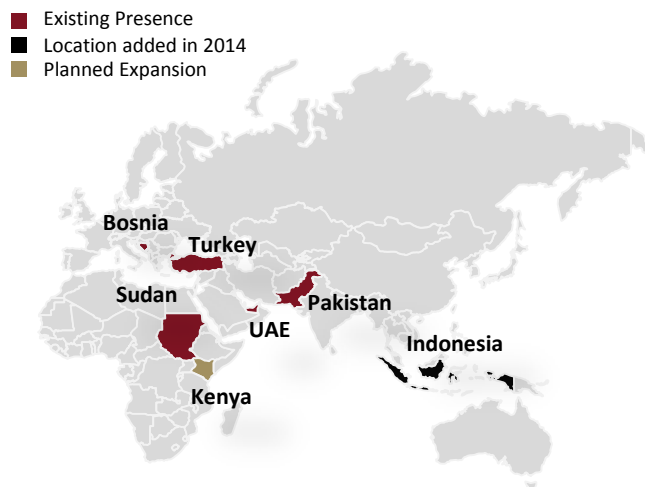 Existing Presence
Location added in 2014
Planned Expansion
Bosnia
Turkey
Sudan
Pakistan
UAE
Indonesia
Kenya